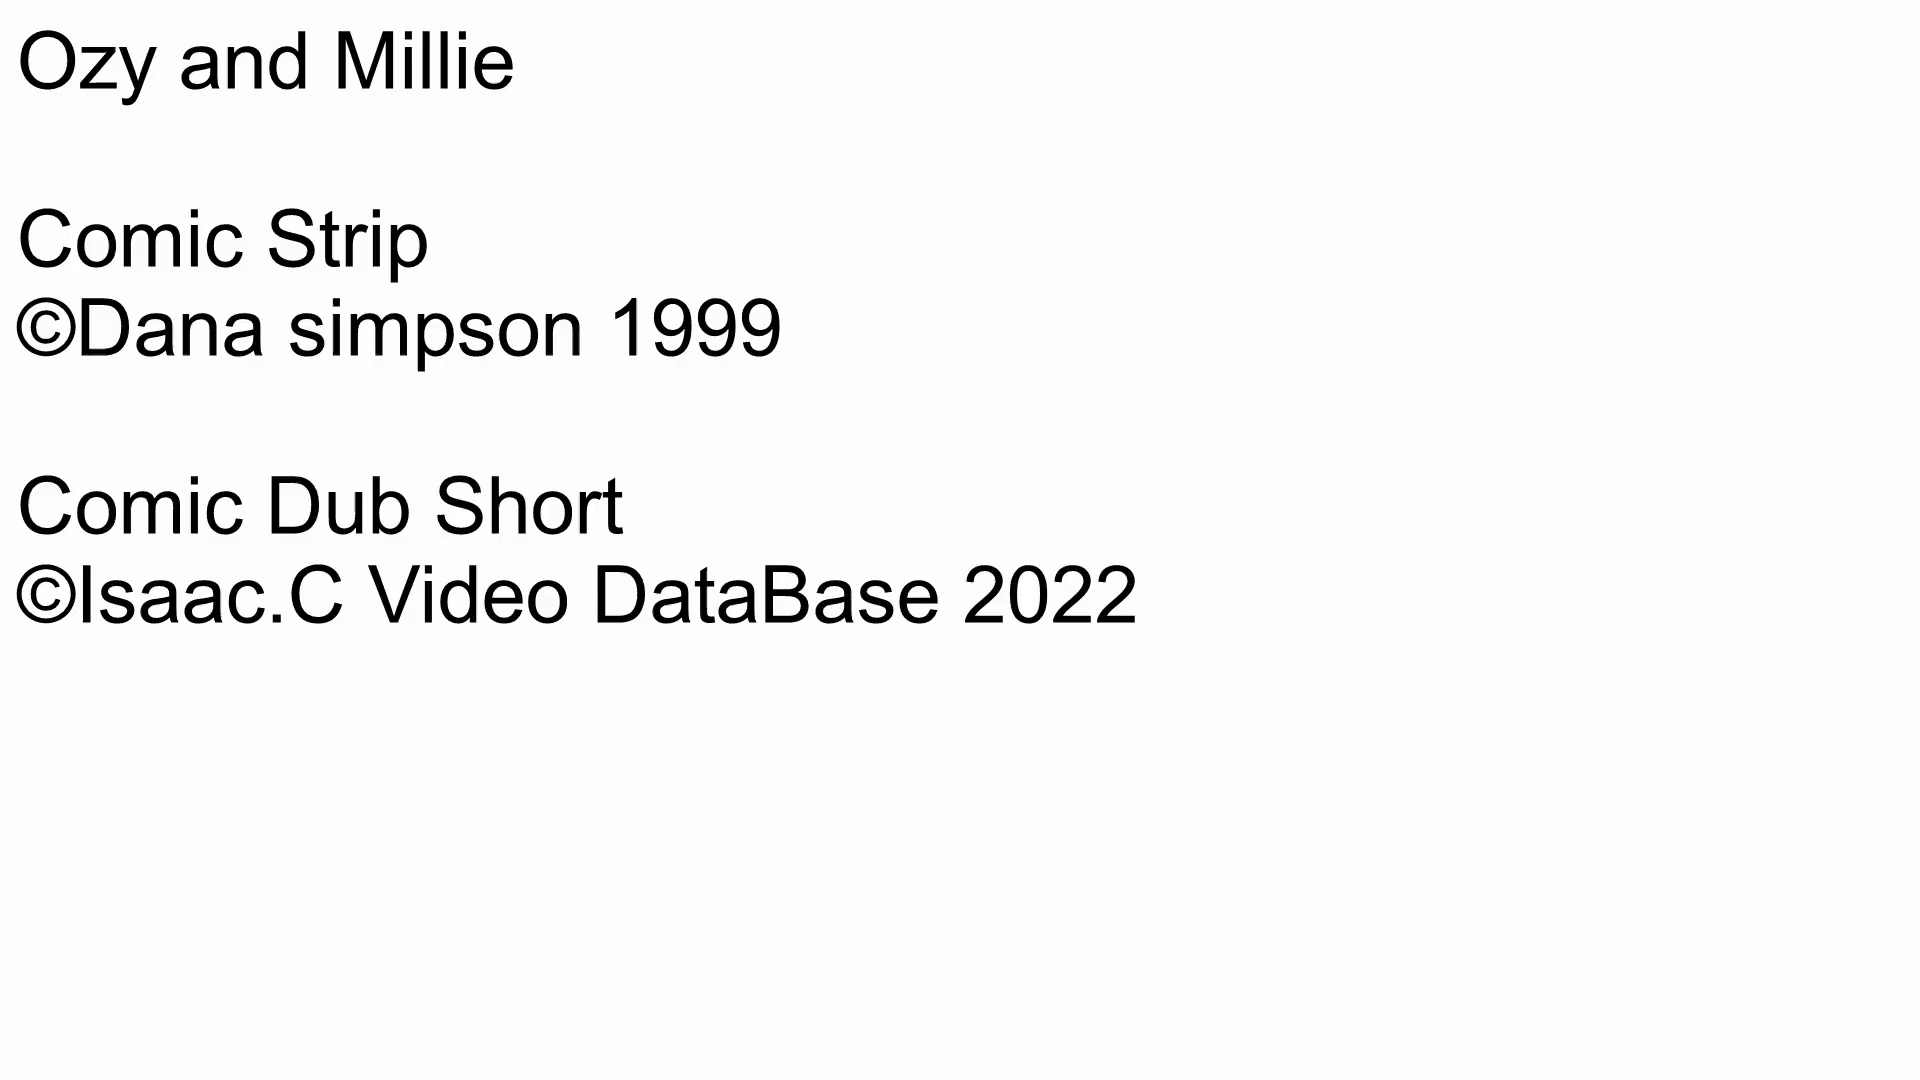 Ozy and Millie
Comic Strip
©Dana simpson 1999
Comic Dub Short
©Isaac.C Video DataBase 2022